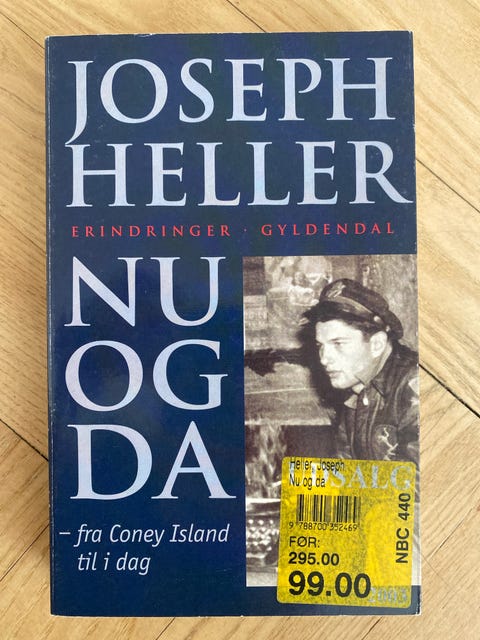 JOSEPH
HELLER
ERINDRINGER · GYLDENDAL
NU
OG
DA
– fra Coney Island
til i dag
UDSALG
Heller, Joseph
Nu og da
9 788700 352469
FØR:
295.00
99.00
NBC 440